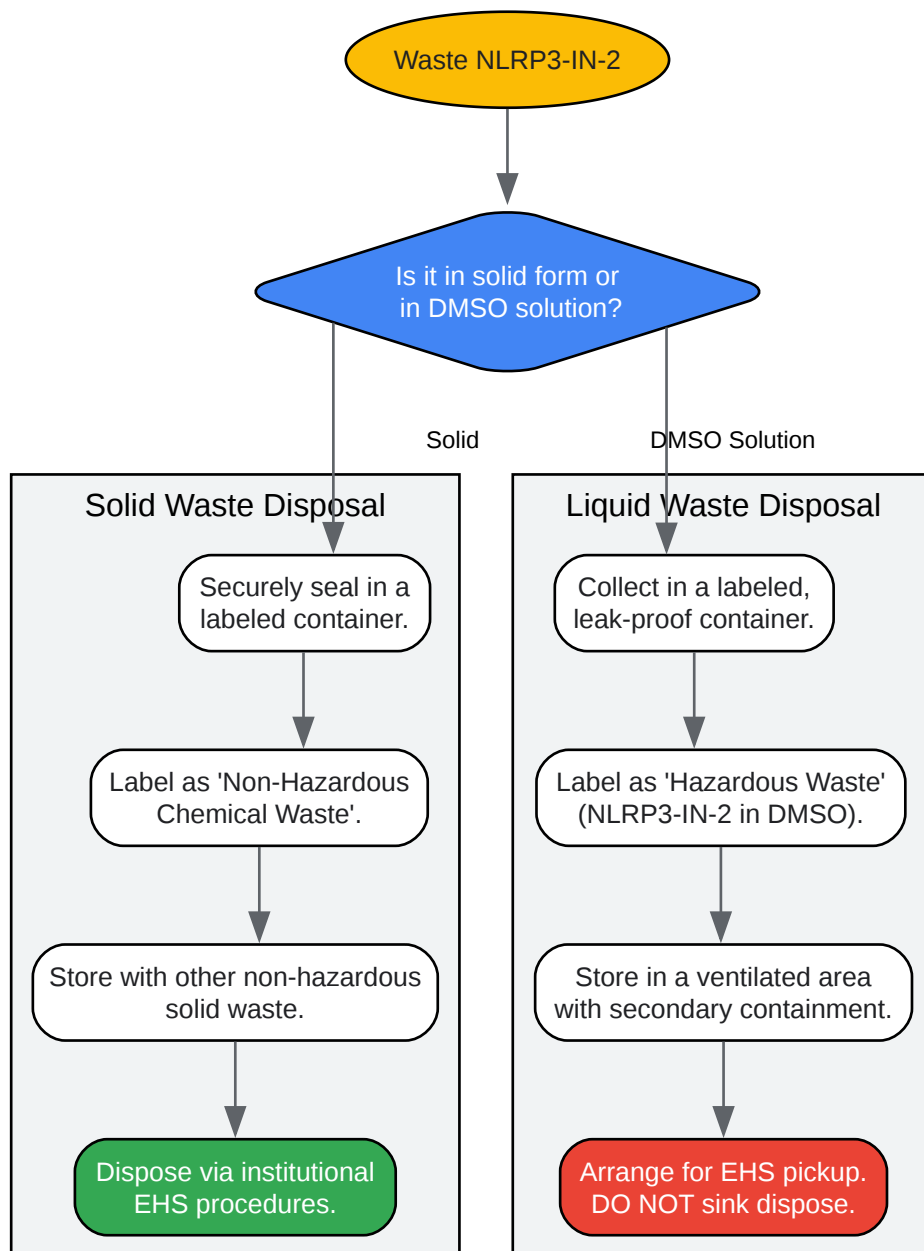 Waste NLRP3-IN-2
Is it in solid form or
in DMSO solution?
Solid
DMSO Solution
Solid Waste Disposal
Securely seal in a
labeled container.
Label as 'Non-Hazardous
Chemical Waste'.
Store with other non-hazardous
solid waste.
Dispose via institutional
EHS procedures.
Liquid Waste Disposal
Collect in a labeled,
leak-proof container.
Label as 'Hazardous Waste'
(NLRP3-IN-2 in DMSO).
Store in a ventilated area
with secondary containment.
Arrange for EHS pickup.
DO NOT sink dispose.